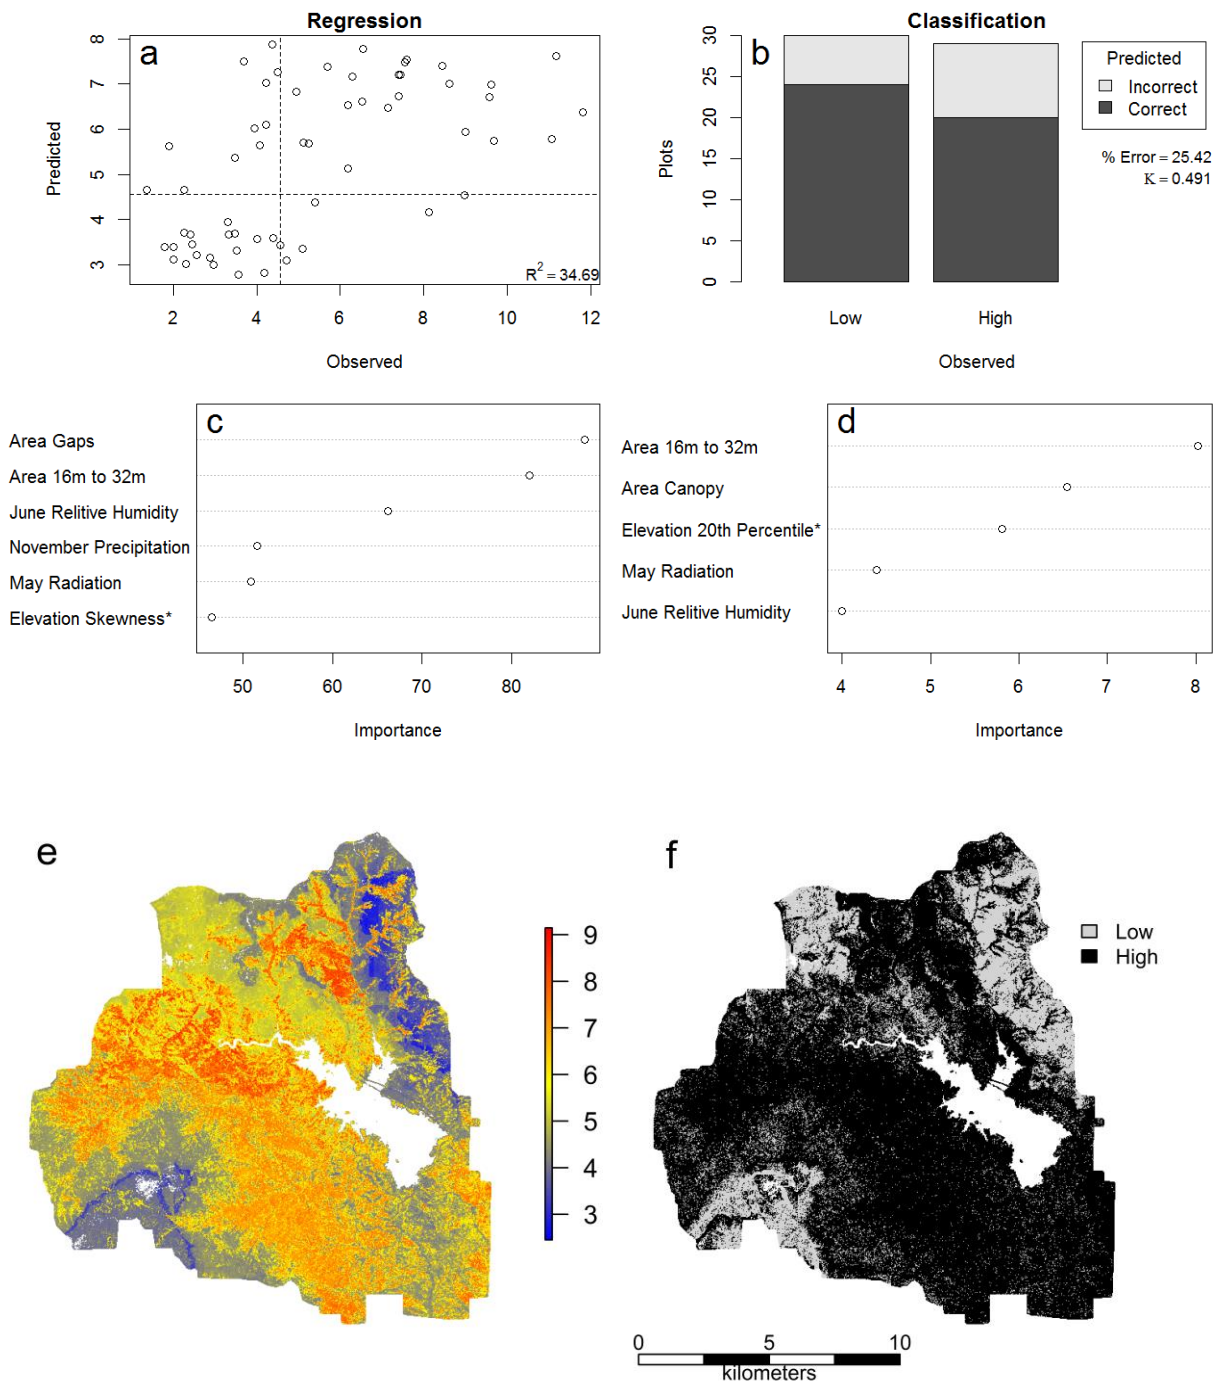 Regression
a
Predicted
8
7
6
5
4
3
R² = 34.69
2 4 6 8 10 12
Observed
Classification
b
Plots
30
25
20
15
10
5
0
Low High
Observed
Predicted
Incorrect
Correct
% Error = 25.42
K = 0.491
c
Area Gaps
Area 16m to 32m
June Relitive Humidity
November Precipitation
May Radiation
Elevation Skewness*
50 60 70 80
Importance
d
Area 16m to 32m
Area Canopy
Elevation 20th Percentile*
May Radiation
June Relitive Humidity
4 5 6 7 8
Importance
e
9
8
7
6
5
4
3
f
Low
High
0 5 10
kilometers